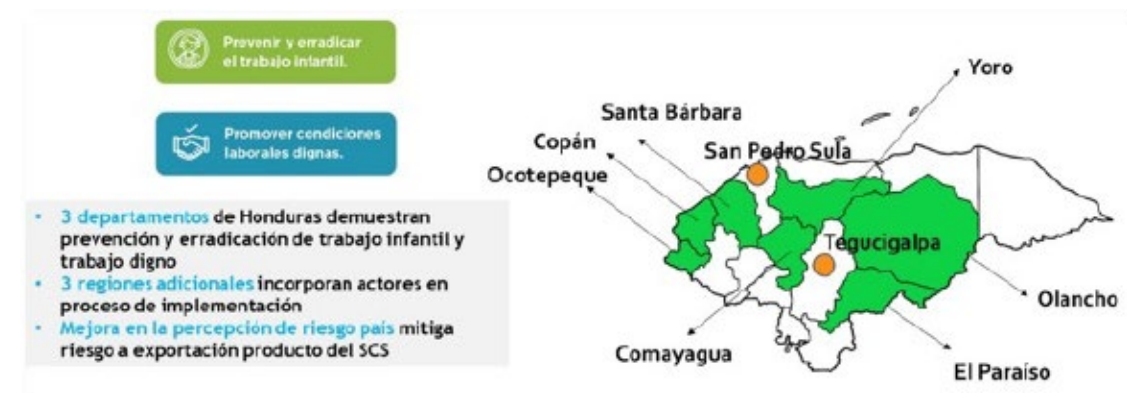 Prevenir y erradicar
el trabajo infantil.
Promover condiciones
laborales dignas.
• 3 departamentos de Honduras demuestran
prevención y erradicación de trabajo infantil y
trabajo digno
• 3 regiones adicionales incorporan actores en
proceso de implementación
• Mejora en la percepción de riesgo país mitiga
riesgo a exportación producto del SCS
Yoro
Santa Bárbara
Copán
San Pedro Sula
Ocotepeque
Tegucigalpa
Olancho
Comayagua
El Paraíso